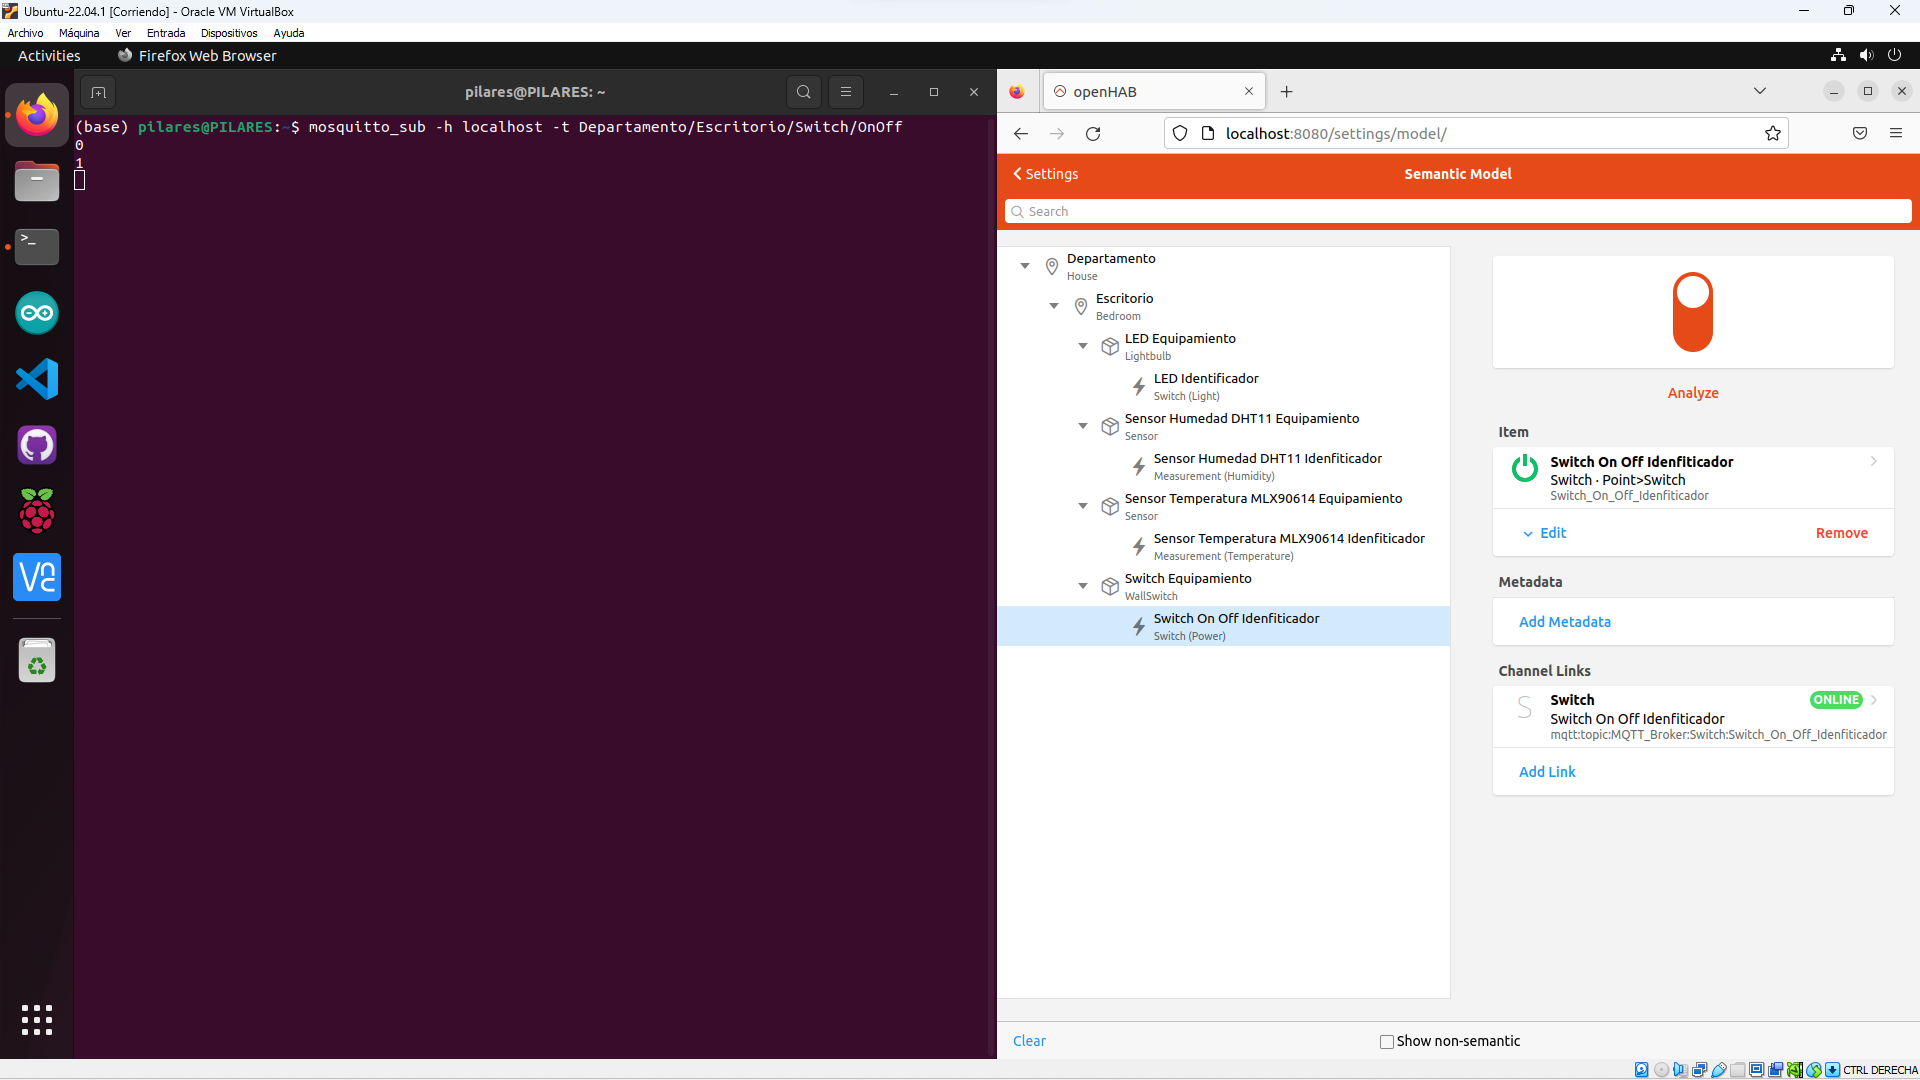 Ubuntu-22.04.1 [Corriendo] - Oracle VM VirtualBox
Archivo Máquina Ver Entrada Dispositivos Ayuda
Activities Firefox Web Browser
pilares@PILARES: ~
(base) pilares@PILARES:~$ mosquitto_sub -h localhost -t Departamento/Escritorio/Switch/OnOff
0
1
openHAB
localhost:8080/settings/model/
Settings
Semantic Model
Search
Departamento
House
Escritorio
Bedroom
LED Equipamiento
Lightbulb
LED Identificador
Switch (Light)
Sensor Humedad DHT11 Equipamiento
Sensor
Sensor Humedad DHT11 Idenfiticador
Measurement (Humidity)
Sensor Temperatura MLX90614 Equipamiento
Sensor
Sensor Temperatura MLX90614 Idenfiticador
Measurement (Temperature)
Switch Equipamiento
WallSwitch
Switch On Off Idenfiticador
Switch (Power)
Analyze
Item
Switch On Off Idenfiticador
Switch · Point>Switch
Switch_On_Off_Idenfiticador
Edit Remove
Metadata
Add Metadata
Channel Links
S
Switch ONLINE
Switch On Off Idenfiticador
mqtt:topic:MQTT_Broker:Switch:Switch_On_Off_Idenfiticador
Add Link
Clear
Show non-semantic
CTRL DERECHA